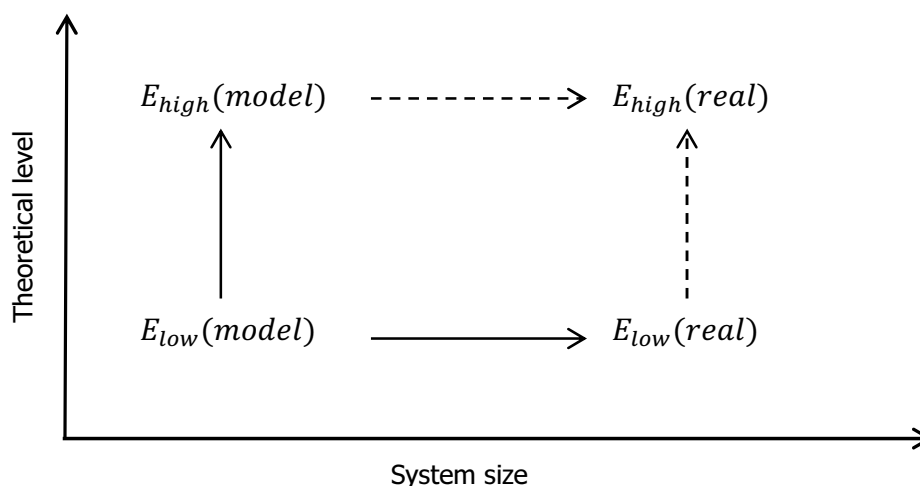 E_high(model)
E_high(real)
Theoretical level
E_low(model)
E_low(real)
System size